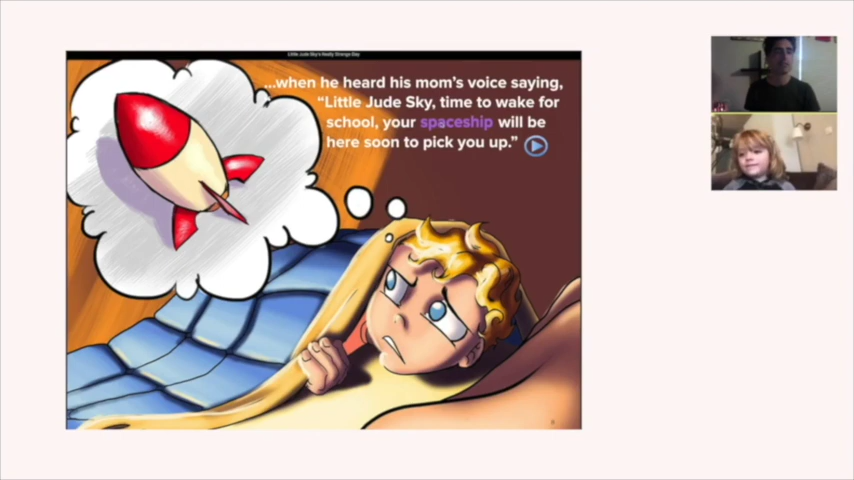 Little Jude Sky's Really Strange Day
...when he heard his mom's voice saying,
"Little Jude Sky, time to wake for
school, your spaceship will be
here soon to pick you up."